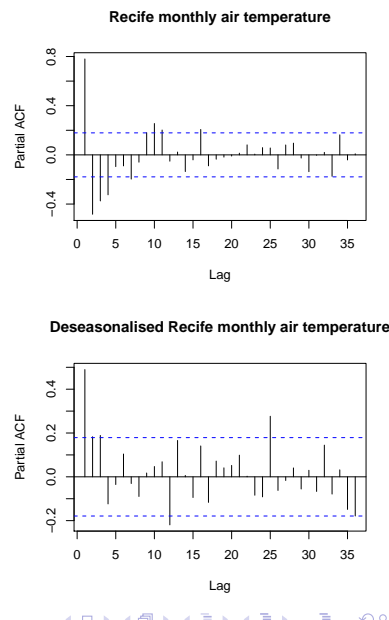 Recife monthly air temperature
0.8
0.4
0.0
−0.4
Partial ACF
0 5 10 15 20 25 30 35
Lag
Deseasonalised Recife monthly air temperature
0.4
0.2
0.0
−0.2
Partial ACF
0 5 10 15 20 25 30 35
Lag